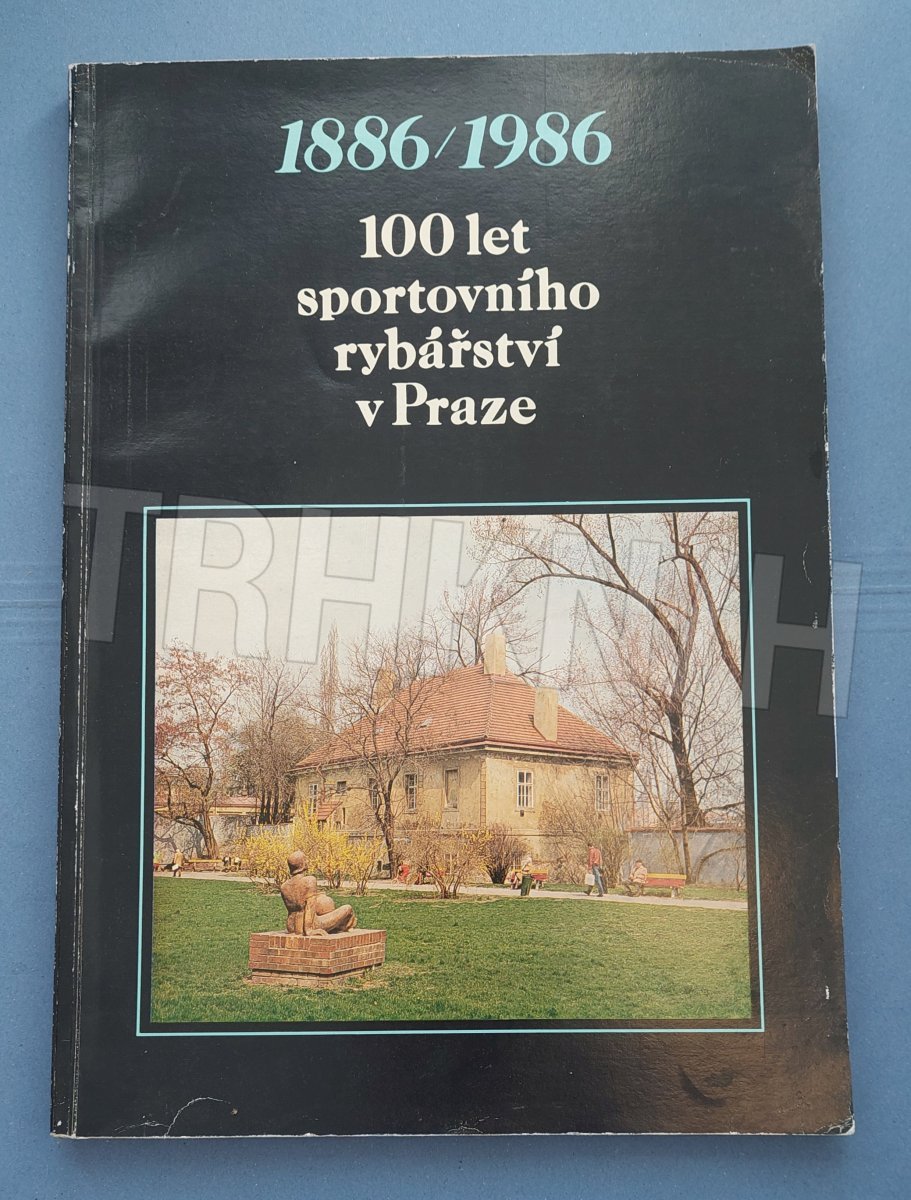 1886/1986
100 let
sportovního
rybářství
v Praze